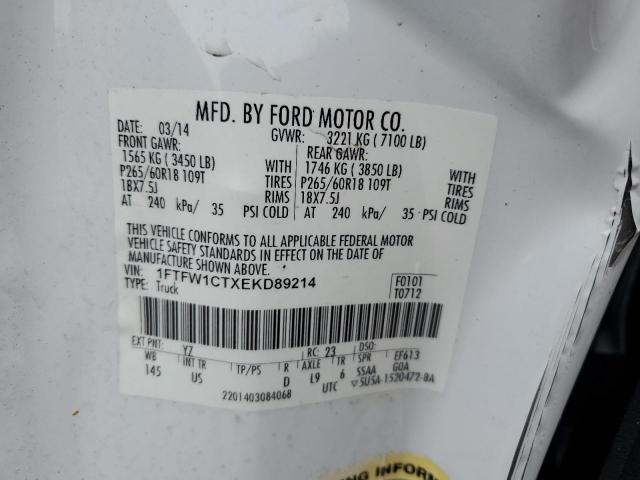 MFD. BY FORD MOTOR CO.
DATE: 03/14 GVWR: 3221 KG ( 7100 LB)
FRONT GAWR: REAR GAWR:
1565 KG ( 3450 LB) WITH 1746 KG ( 3850 LB) WITH
P265/60R18 109T TIRES P265/60R18 109T TIRES
18X7.5J RIMS 18X7.5J RIMS
AT 240 kPa/ 35 PSI COLD AT 240 kPa/ 35 PSI COLD
THIS VEHICLE CONFORMS TO ALL APPLICABLE FEDERAL MOTOR
VEHICLE SAFETY STANDARDS IN EFFECT ON THE DATE OF
MANUFACTURE SHOWN ABOVE.
VIN: 1FTFW1CTXEKD89214 F0101
TYPE: Truck T0712
EXT PNT: YZ RC: 23 DSO:
WB INT TR TP/PS R AXLE TR SPR EF613
145 US D L9 6 SSAA GOA
2201403084068 UTC ▽5U5A-1520472-BA
ING INFORM